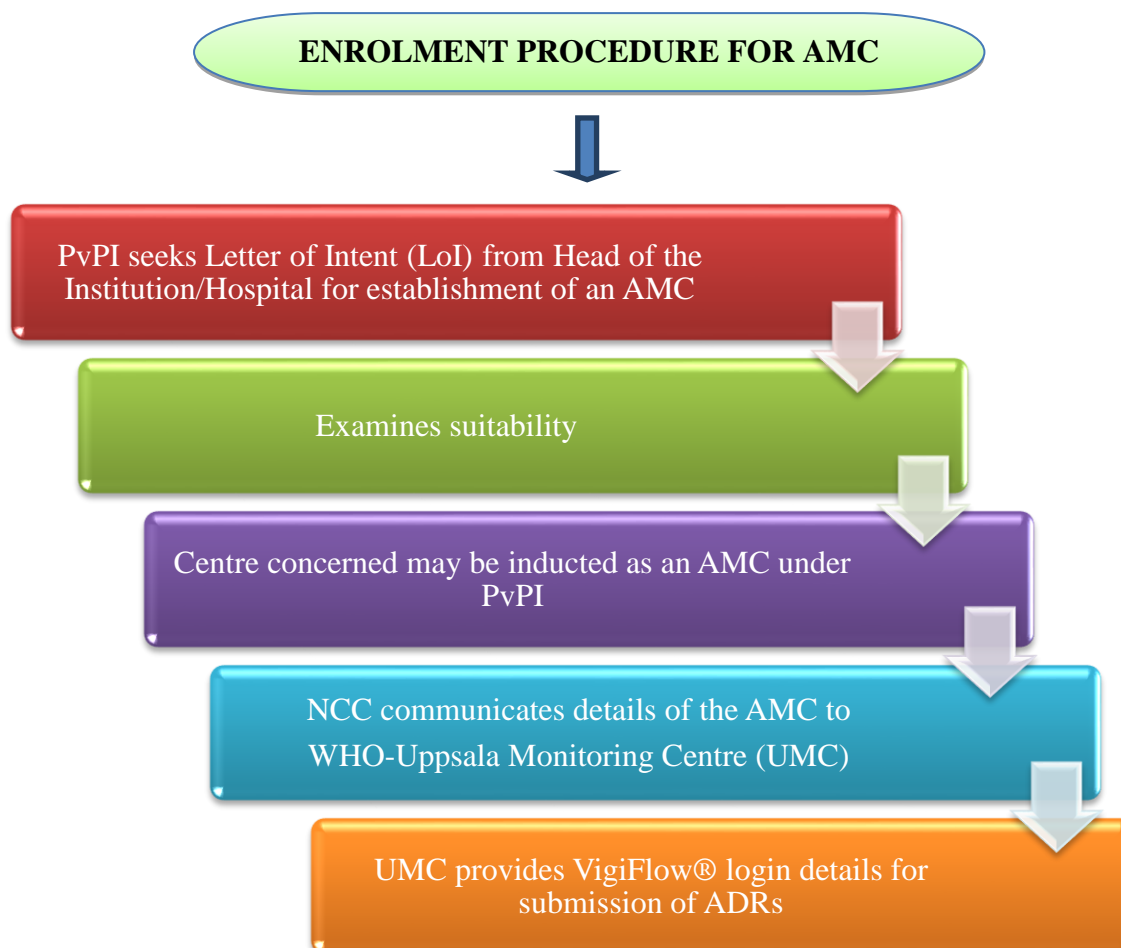 ENROLMENT PROCEDURE FOR AMC
PvPI seeks Letter of Intent (LoI) from Head of the
Institution/Hospital for establishment of an AMC
Examines suitability
Centre concerned may be inducted as an AMC under
PvPI
NCC communicates details of the AMC to
WHO-Uppsala Monitoring Centre (UMC)
UMC provides VigiFlow® login details for
submission of ADRs